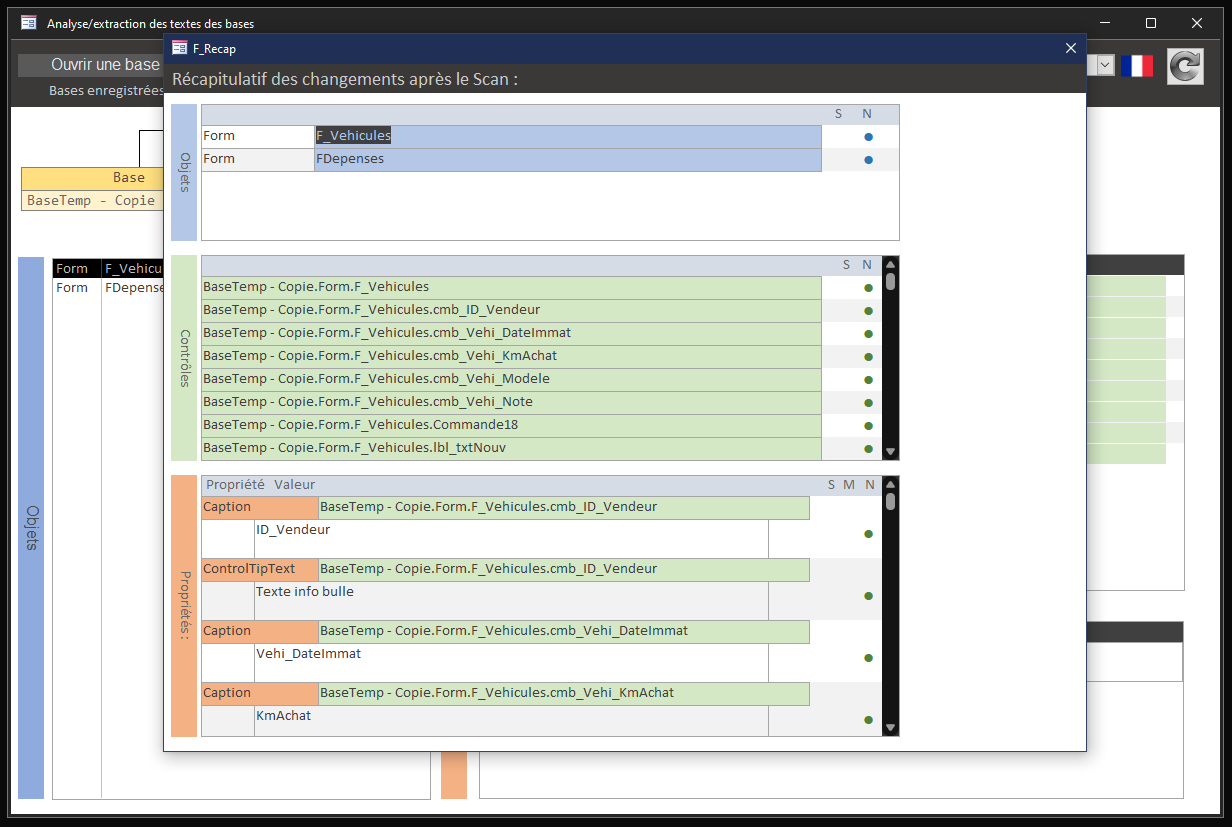 Analyse/extraction des textes des bases
Ouvrir une base
Bases enregistrées
Base
BaseTemp - Copie
Objets
Form F_Vehicu
Form FDepense
F_Recap
Récapitulatif des changements après le Scan :
Objets
S N
Form F_Vehicules
Form FDepenses
Contrôles
S N
BaseTemp - Copie.Form.F_Vehicules
BaseTemp - Copie.Form.F_Vehicules.cmb_ID_Vendeur
BaseTemp - Copie.Form.F_Vehicules.cmb_Vehi_DateImmat
BaseTemp - Copie.Form.F_Vehicules.cmb_Vehi_KmAchat
BaseTemp - Copie.Form.F_Vehicules.cmb_Vehi_Modele
BaseTemp - Copie.Form.F_Vehicules.cmb_Vehi_Note
BaseTemp - Copie.Form.F_Vehicules.Commande18
BaseTemp - Copie.Form.F_Vehicules.lbl_txtNouv
Propriétés :
Propriété Valeur S M N
Caption BaseTemp - Copie.Form.F_Vehicules.cmb_ID_Vendeur
ID_Vendeur
ControlTipText BaseTemp - Copie.Form.F_Vehicules.cmb_ID_Vendeur
Texte info bulle
Caption BaseTemp - Copie.Form.F_Vehicules.cmb_Vehi_DateImmat
Vehi_DateImmat
Caption BaseTemp - Copie.Form.F_Vehicules.cmb_Vehi_KmAchat
KmAchat